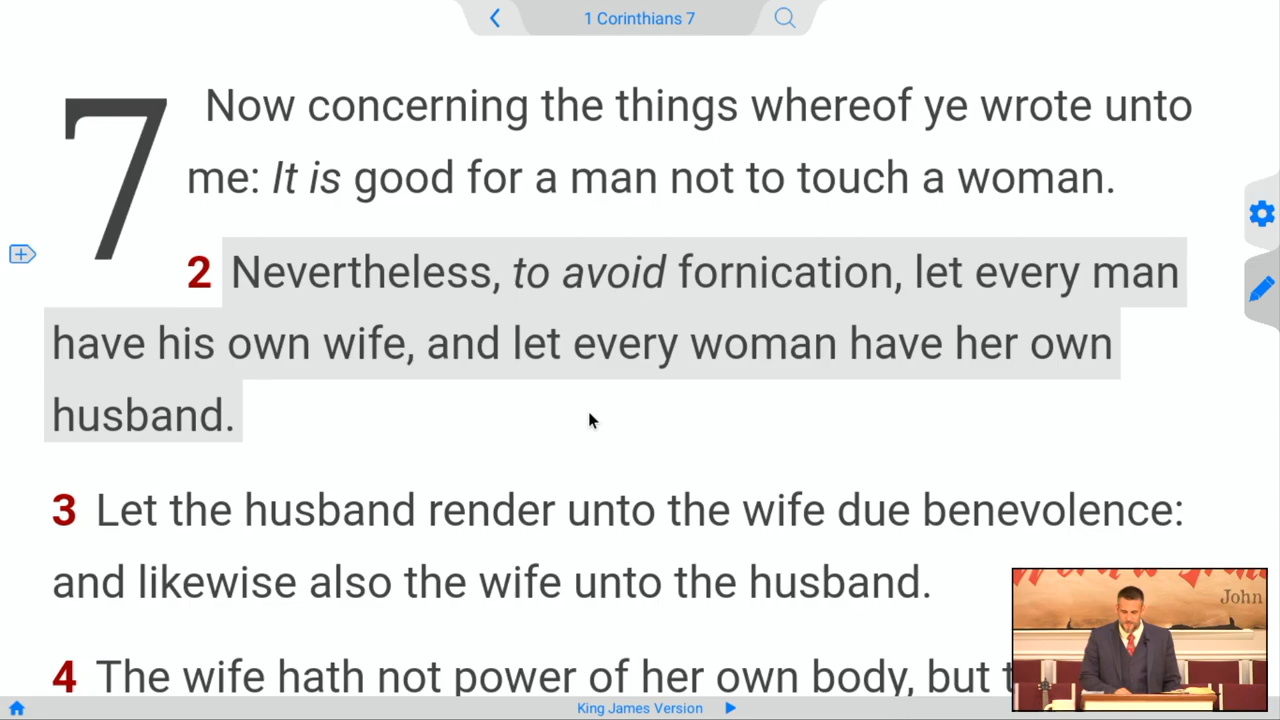 1 Corinthians 7
7 Now concerning the things whereof ye wrote unto
me: It is good for a man not to touch a woman.
2 Nevertheless, to avoid fornication, let every man
have his own wife, and let every woman have her own
husband.
3 Let the husband render unto the wife due benevolence:
and likewise also the wife unto the husband.
4 The wife hath not power of her own body, but
John
King James Version